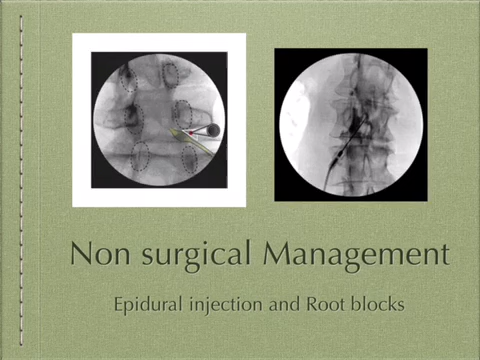 Non surgical Management
Epidural injection and Root blocks